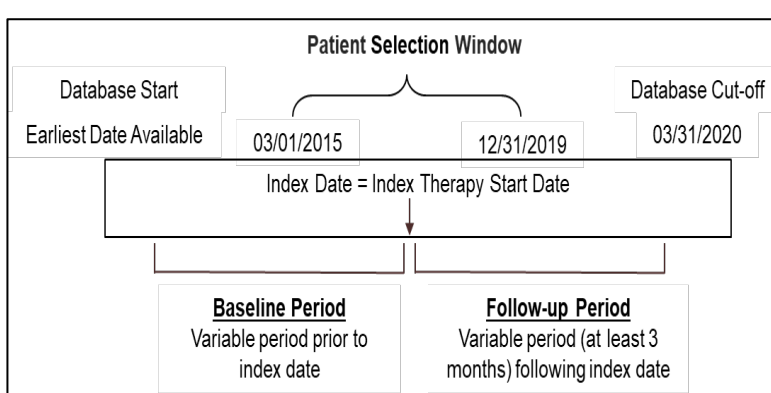 Patient Selection Window
Database Start
Earliest Date Available
03/01/2015
12/31/2019
Database Cut-off
03/31/2020
Index Date = Index Therapy Start Date
Baseline Period
Variable period prior to
index date
Follow-up Period
Variable period (at least 3
months) following index date